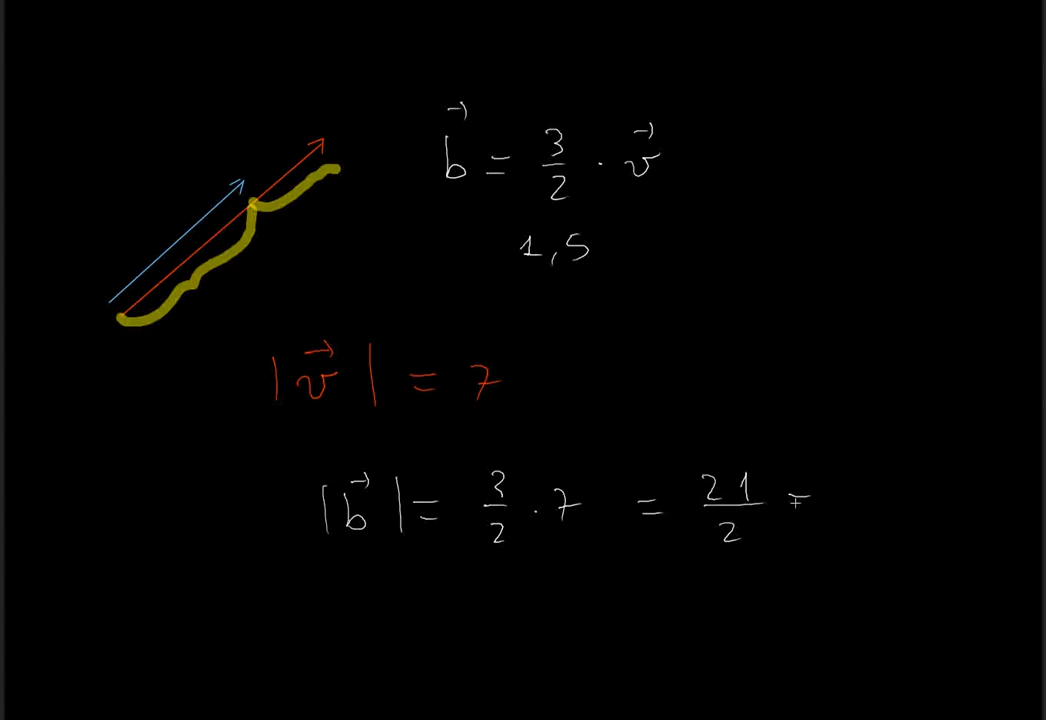 b⃗ = 3/2 · v⃗
1,5
|v⃗| = 7
|b⃗| = 3/2 · 7 = 21/2 =